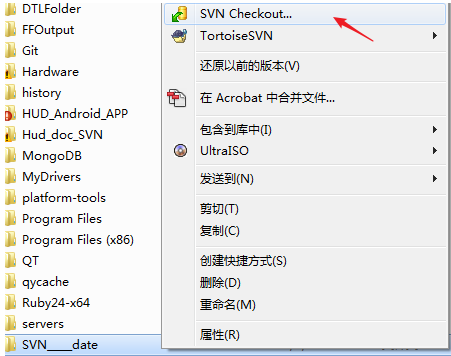 DTLFolder
FFOutput
Git
Hardware
history
HUD_Android_APP
Hud_doc_SVN
MongoDB
MyDrivers
platform-tools
Program Files
Program Files (x86)
QT
qycache
Ruby24-x64
servers
SVN____date
SVN Checkout...
TortoiseSVN
还原以前的版本(V)
在 Acrobat 中合并文件...
包含到库中(I)
UltraISO
发送到(N)
剪切(T)
复制(C)
创建快捷方式(S)
删除(D)
重命名(M)
属性(R)